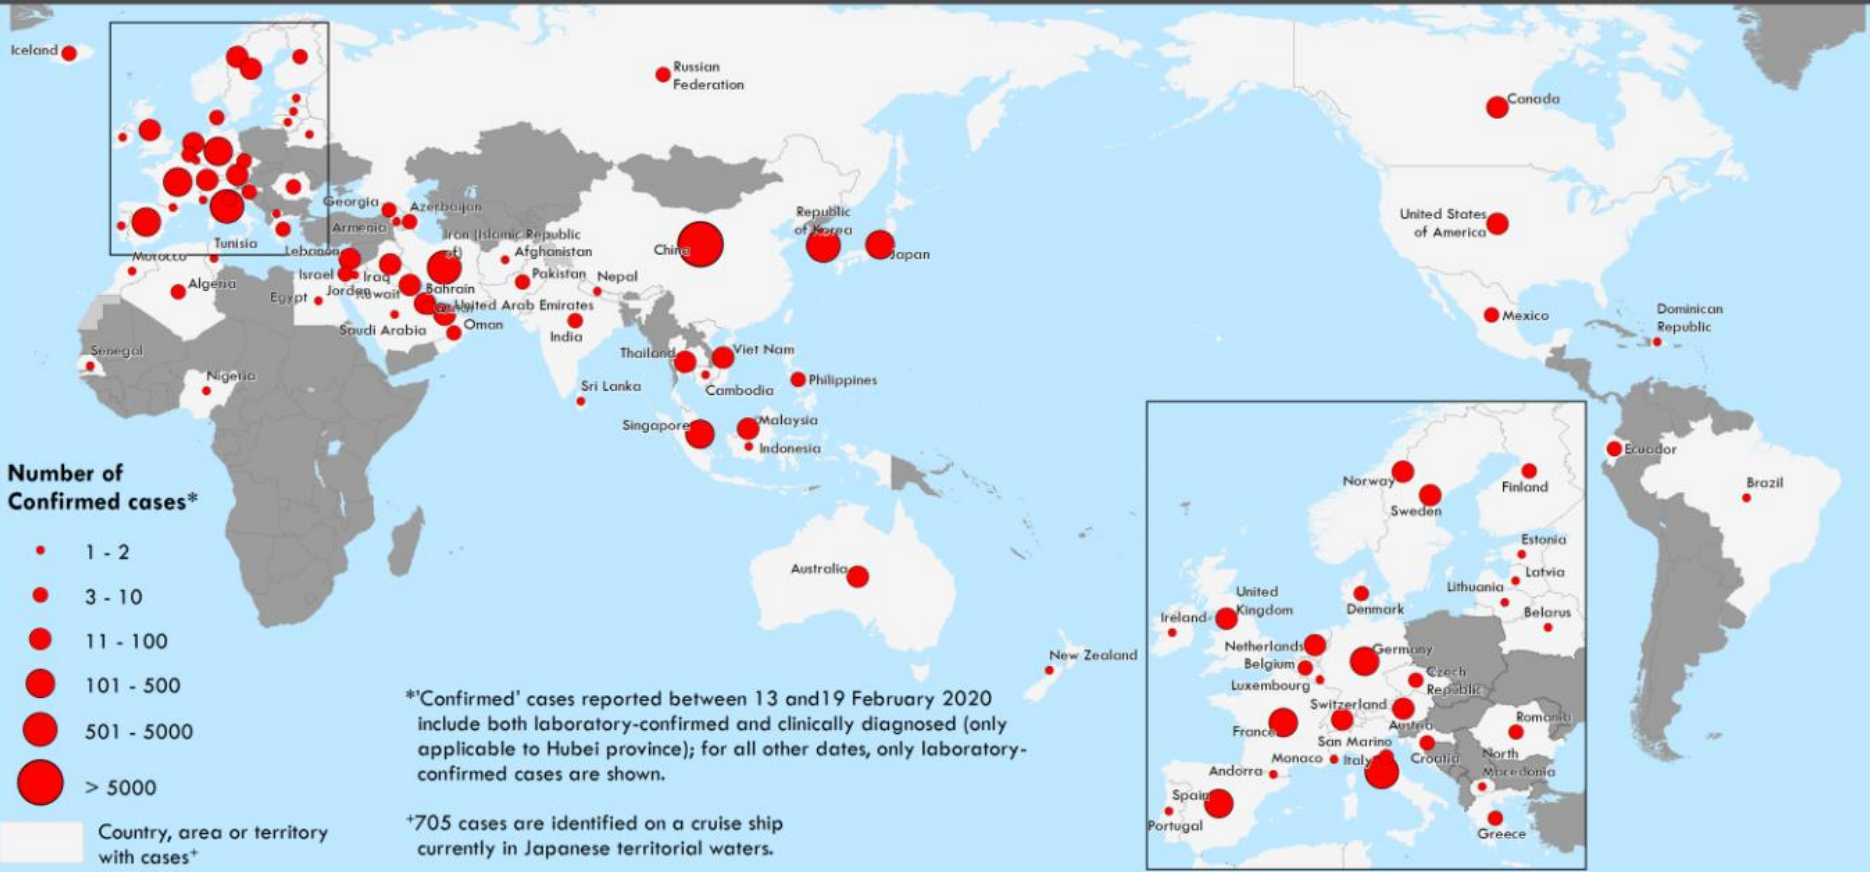 Iceland
Russian
Federation
Canada
Georgia
Azerbaijan
Armenia
Iran (Islamic Republic
of)
Republic
of Korea
China
Japan
United States
of America
Tunisia
Lebanon
Morocco
Afghanistan
Israel
Iraq
Pakistan
Nepal
Algeria
Egypt
Jordan
Kuwait
Bahrain
United Arab Emirates
Saudi Arabia
Oman
India
Mexico
Dominican
Republic
Senegal
Nigeria
Thailand
Viet Nam
Cambodia
Philippines
Sri Lanka
Singapore
Malaysia
Indonesia
Ecuador
Brazil
Australia
New Zealand
Number of
Confirmed cases*
1 - 2
3 - 10
11 - 100
101 - 500
501 - 5000
> 5000
Country, area or territory
with cases⁺
*'Confirmed' cases reported between 13 and19 February 2020
include both laboratory-confirmed and clinically diagnosed (only
applicable to Hubei province); for all other dates, only laboratory-
confirmed cases are shown.
⁺705 cases are identified on a cruise ship
currently in Japanese territorial waters.
Norway
Finland
Sweden
Estonia
Latvia
Lithuania
Belarus
United
Kingdom
Ireland
Denmark
Netherlands
Germany
Belgium
Czech
Republic
Luxembourg
Switzerland
Austria
France
Romania
San Marino
Monaco
Italy
Croatia
North
Macedonia
Andorra
Spain
Portugal
Greece